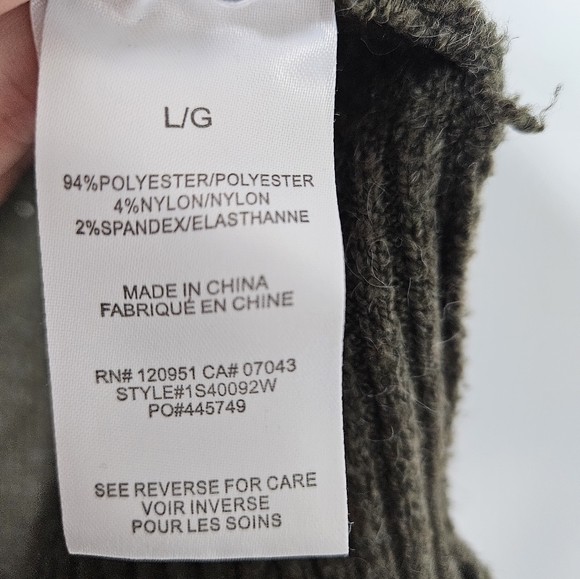 L/G
94%POLYESTER/POLYESTER
4%NYLON/NYLON
2%SPANDEX/ELASTHANNE
MADE IN CHINA
FABRIQUÉ EN CHINE
RN# 120951 CA# 07043
STYLE#1S40092W
PO#445749
SEE REVERSE FOR CARE
VOIR INVERSE
POUR LES SOINS